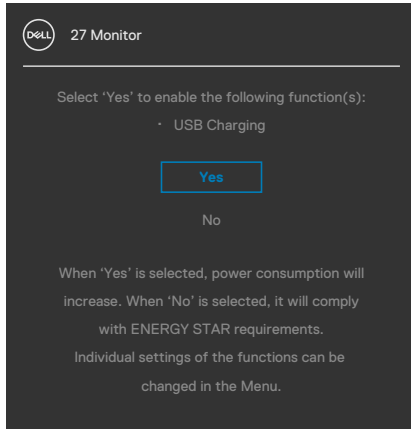 DELL 27 Monitor
Select ‘Yes’ to enable the following function(s):
· USB Charging
Yes
No
When ‘Yes’ is selected, power consumption will
increase. When ‘No’ is selected, it will comply
with ENERGY STAR requirements.
Individual settings of the functions can be
changed in the Menu.